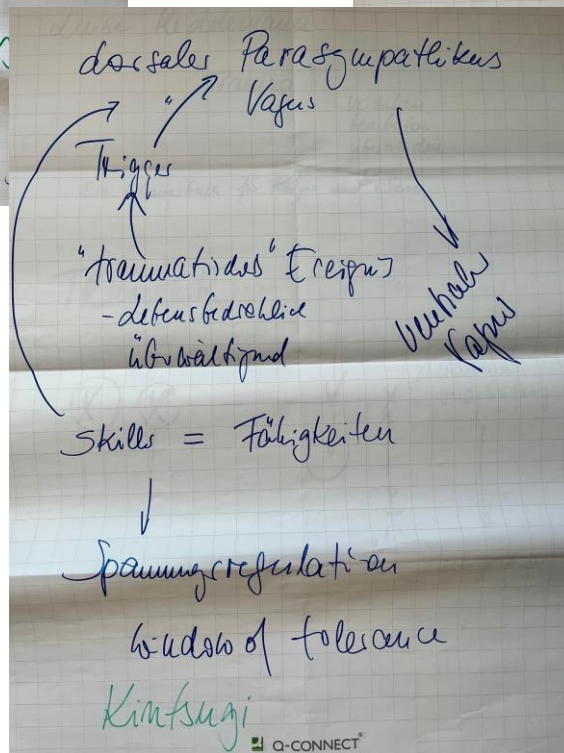 dorsaler Parasympathikus
" Vagus
Trigger
"traumatisches" Ereignis
- lebensbedrohlich
überwältigend
ventraler
Vagus
Skills = Fähigkeiten
Spannungsregulation
window of tolerance
Kintsugi
Q-CONNECT®